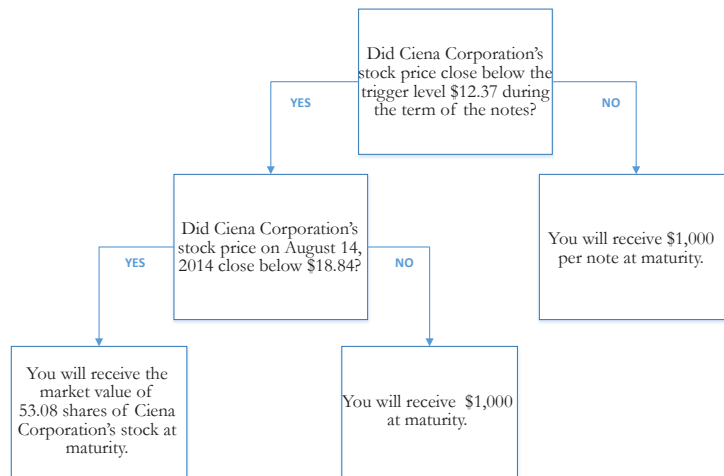 Did Ciena Corporation's
stock price close below the
trigger level $12.37 during
the term of the notes?
YES
NO
Did Ciena Corporation's
stock price on August 14,
2014 close below $18.84?
You will receive $1,000
per note at maturity.
YES
NO
You will receive the
market value of
53.08 shares of Ciena
Corporation's stock at
maturity.
You will receive  $1,000
at maturity.